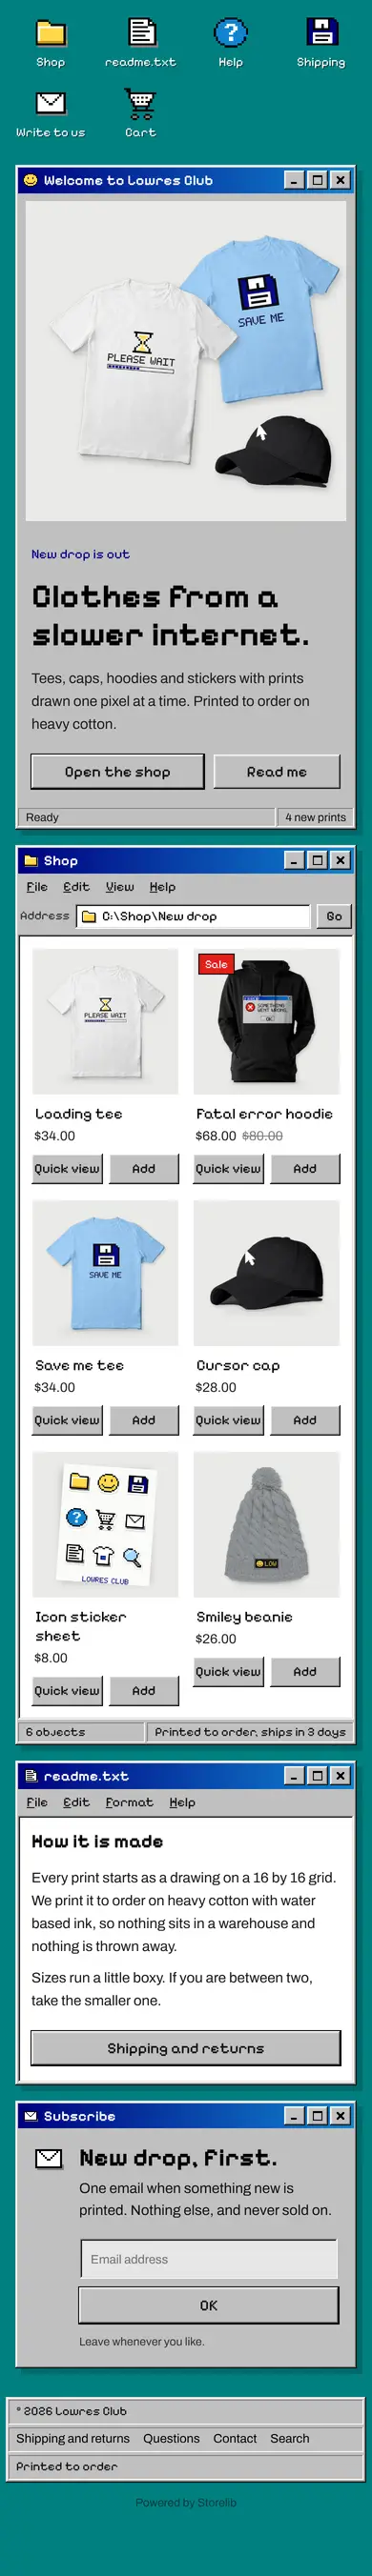 Shop
readme.txt
Help
Shipping
Write to us
Cart
Welcome to Lowres Club
PLEASE WAIT
SAVE ME
New drop is out
Clothes from a
slower internet.
Tees, caps, hoodies and stickers with prints
drawn one pixel at a time. Printed to order on
heavy cotton.
Open the shop
Read me
Ready
4 new prints
Shop
File Edit View Help
Address C:\Shop\New drop Go
PLEASE WAIT
Sale
SOMETHING
WENT WRONG.
OK
Loading tee
$34.00
Quick view Add
Fatal error hoodie
$68.00 $80.00
Quick view Add
SAVE ME
Save me tee
$34.00
Quick view Add
Cursor cap
$28.00
Quick view Add
LOWRES CLUB
Icon sticker
sheet
$8.00
Quick view Add
LOW
Smiley beanie
$26.00
Quick view Add
6 objects
Printed to order, ships in 3 days
readme.txt
File Edit Format Help
How it is made
Every print starts as a drawing on a 16 by 16 grid.
We print it to order on heavy cotton with water
based ink, so nothing sits in a warehouse and
nothing is thrown away.
Sizes run a little boxy. If you are between two,
take the smaller one.
Shipping and returns
Subscribe
New drop, first.
One email when something new is
printed. Nothing else, and never sold on.
Email address
OK
Leave whenever you like.
© 2026 Lowres Club
Shipping and returns Questions Contact Search
Printed to order
Powered by Storelib